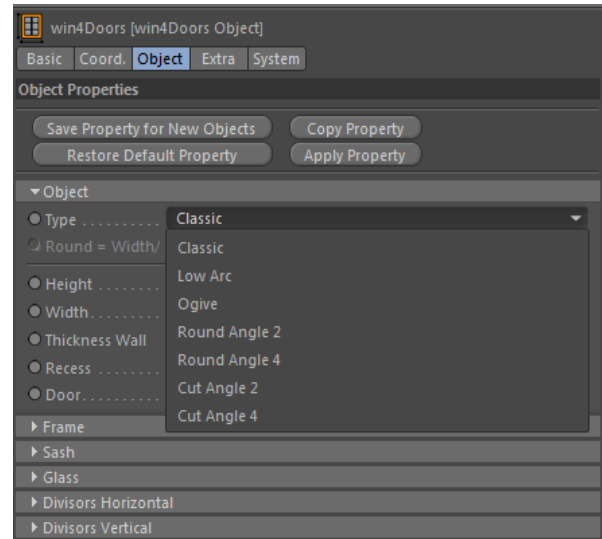 win4Doors [win4Doors Object]
Basic Coord. Object Extra System
Object Properties
Save Property for New Objects Copy Property
Restore Default Property Apply Property
Object
Type . . . . . . . . . . Classic
Round = Width/ Classic
Low Arc
Height . . . . . . . .
Ogive
Width . . . . . . . . .
Round Angle 2
Thickness Wall
Round Angle 4
Recess . . . . . . . .
Cut Angle 2
Door . . . . . . . . . .
Cut Angle 4
Frame
Sash
Glass
Divisors Horizontal
Divisors Vertical